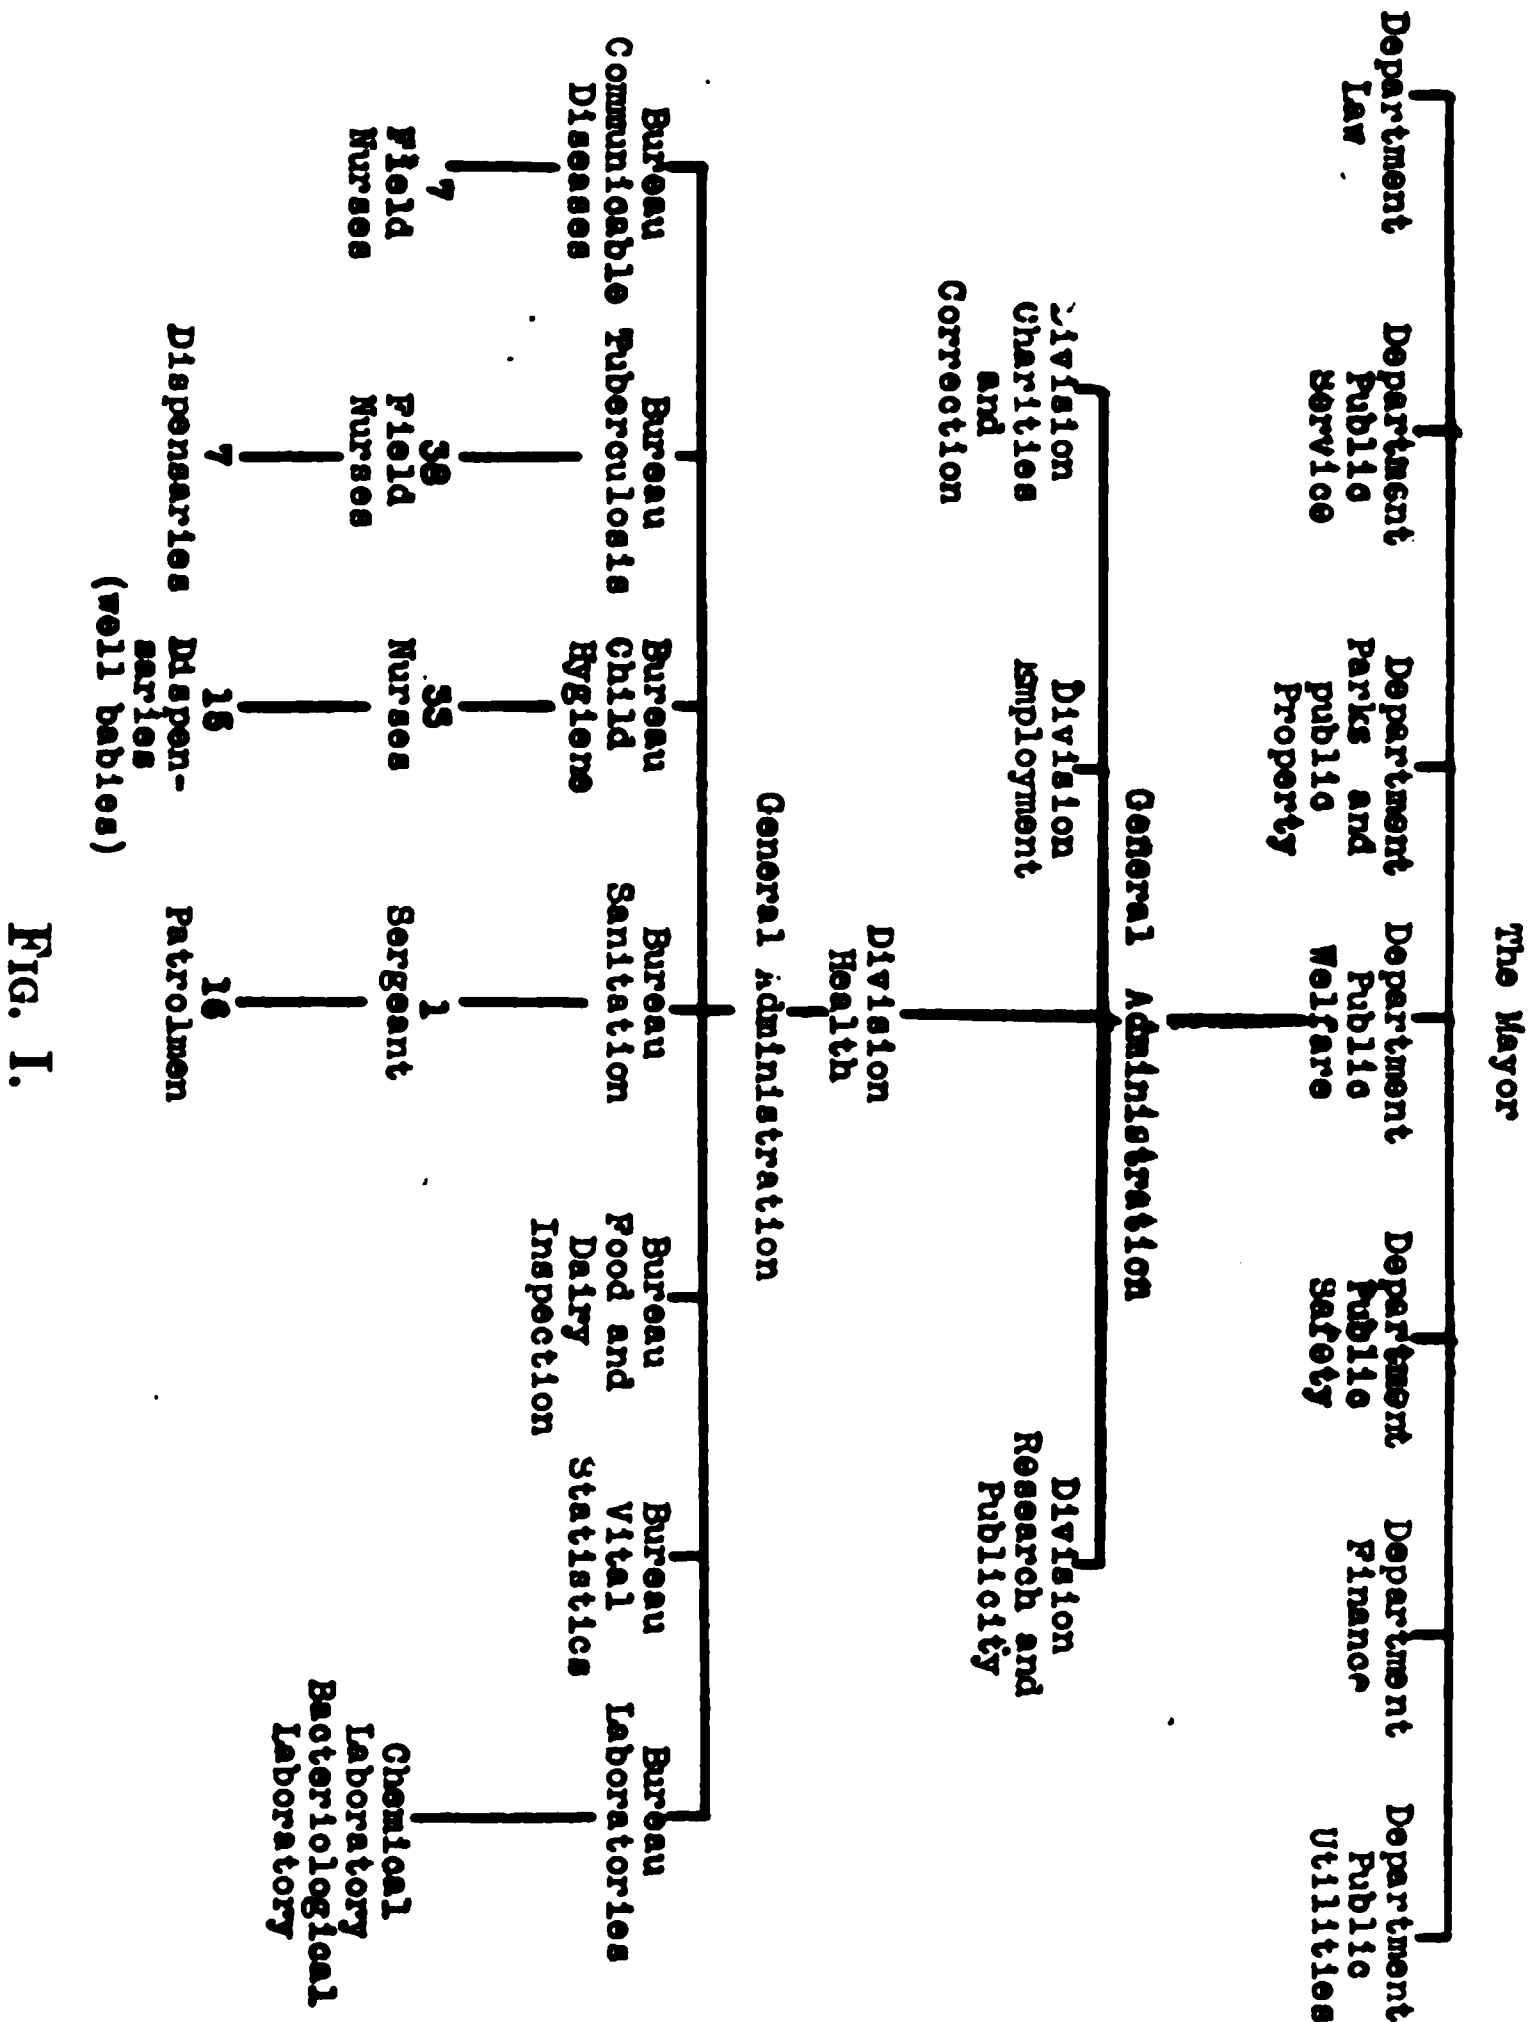 The Mayor
Department
Law
Department
Public
Service
Department
Parks and
public
Property
Department
Public
Welfare
Department
Public
Safety
Department
Finance
Department
Public
Utilities
General Administration
Division
Charities
and
Correction
Division
Employment
Division
Health
Division
Research and
Publicity
General Administration
Bureau
Communicable
Diseases
7
Field
Nurses
Bureau
Tuberculosis
38
Field
Nurses
7
Dispensaries
Bureau
Child
Hygiene
Nurses
Dispen-
saries
(well babies)
Bureau
Sanitation
1
Sergeant
16
Patrolmen
Bureau
Food and
Dairy
Inspection
Bureau
Vital
Statistics
Bureau
Laboratories
Chemical
Laboratory
Bacteriological
Laboratory
FIG. I.